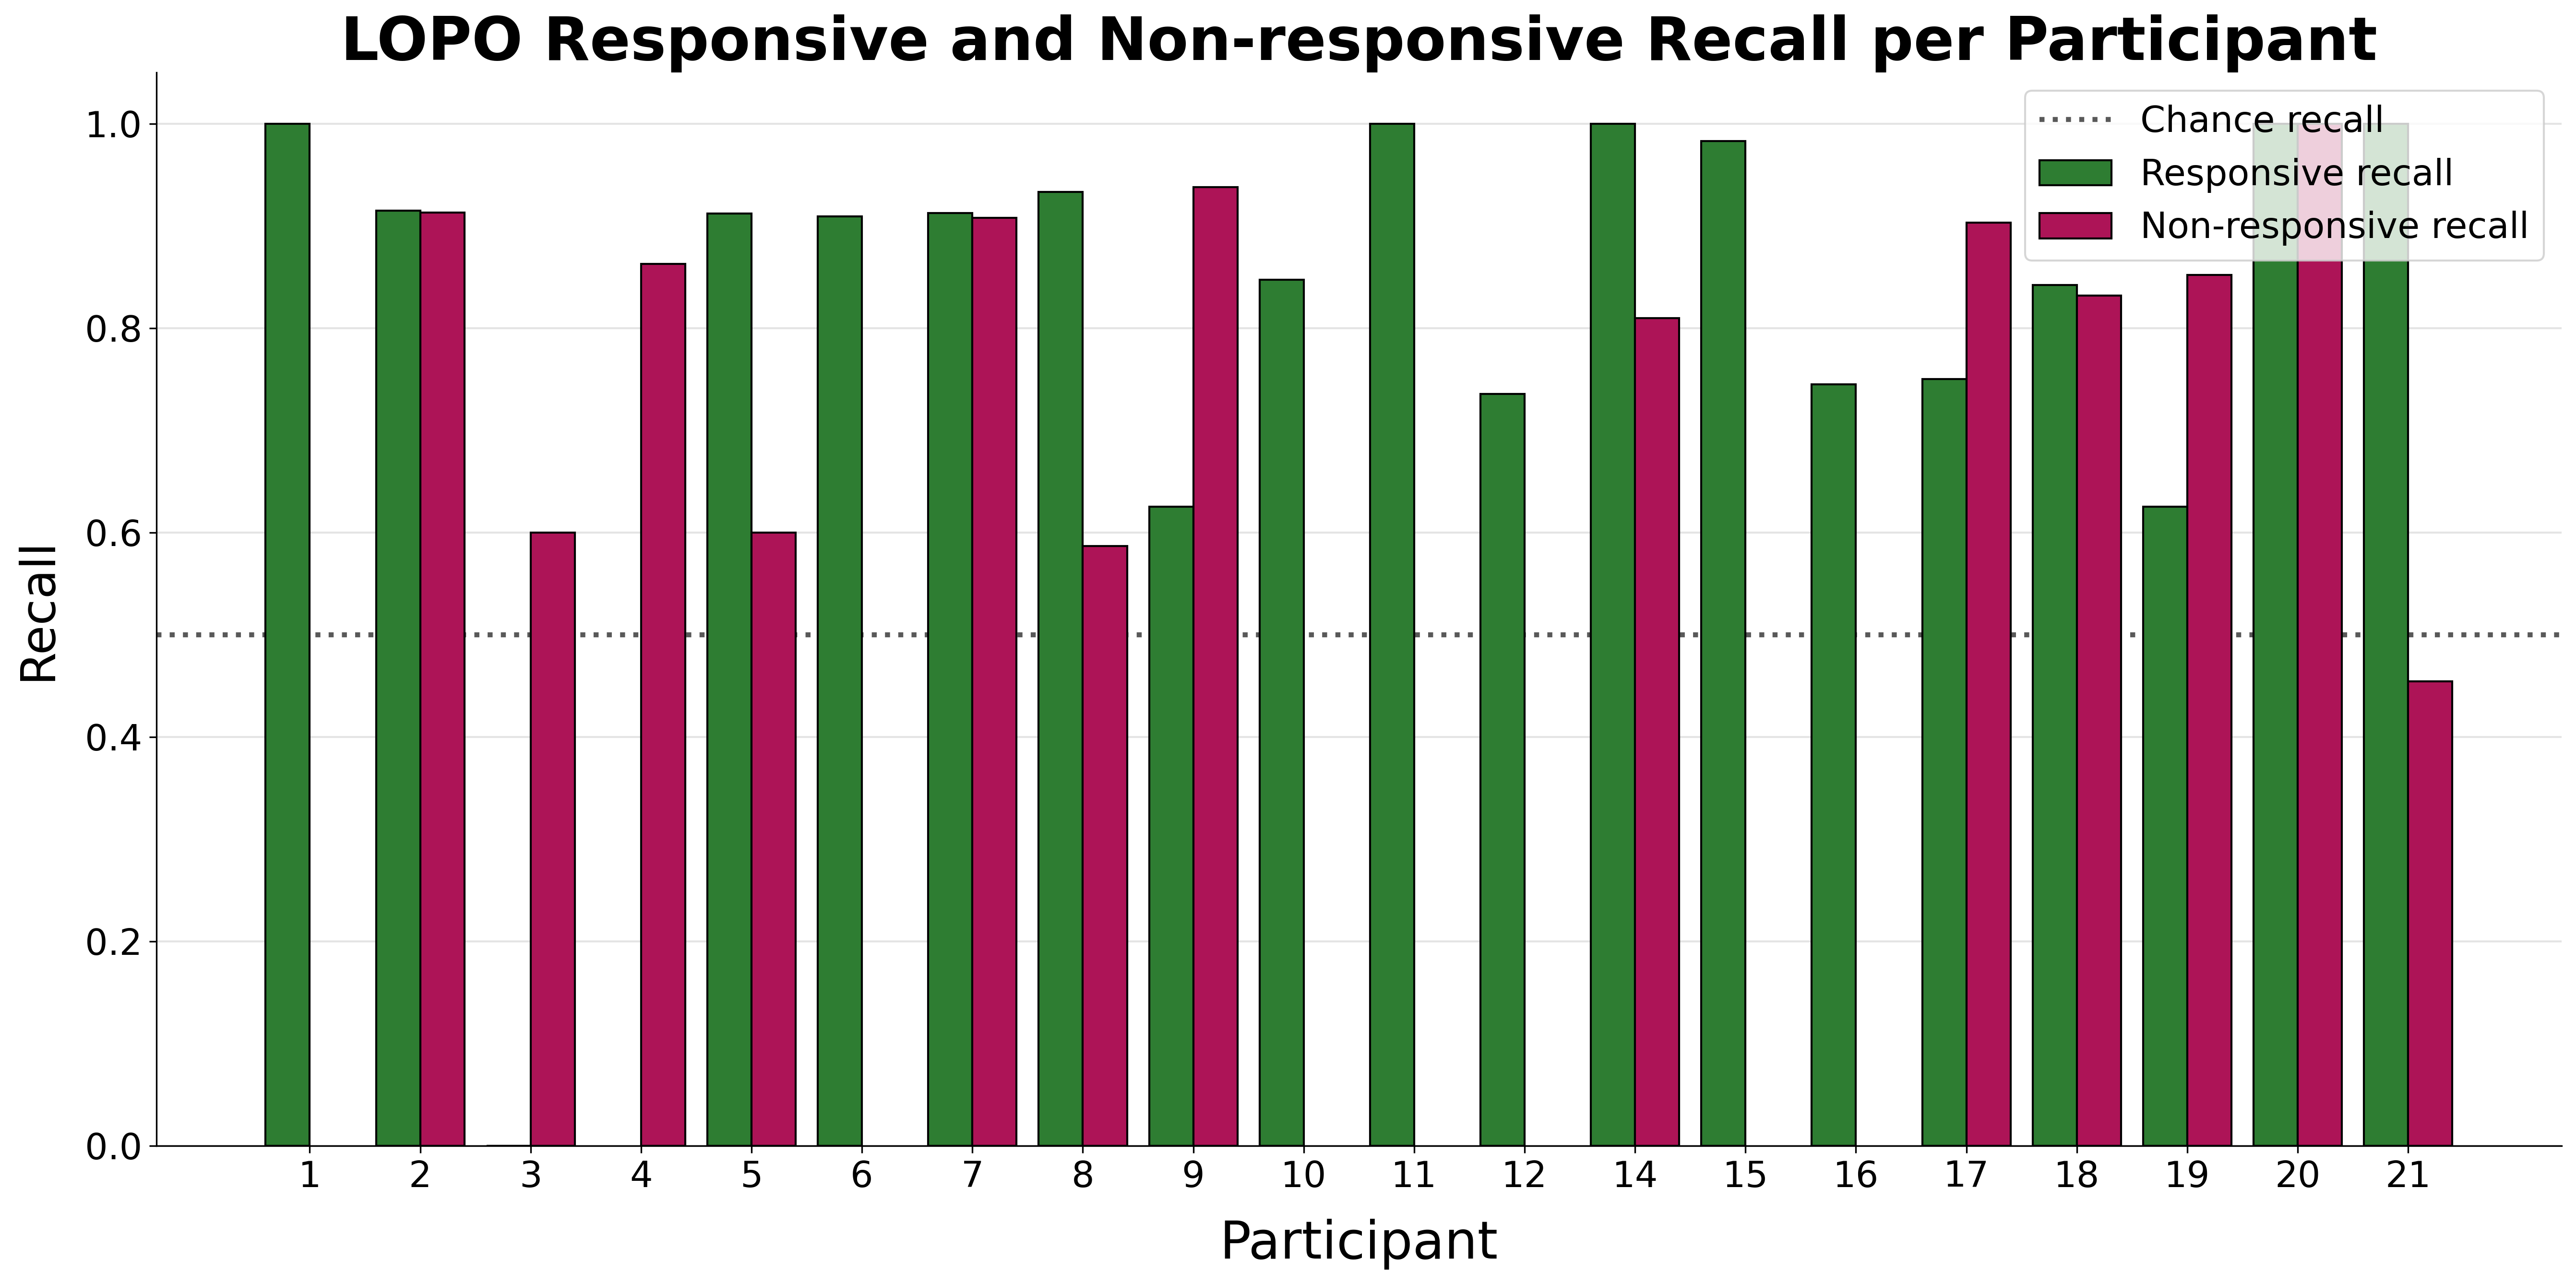 LOPO Responsive and Non-responsive Recall per Participant
Chance recall
Responsive recall
Non-responsive recall
1.0
0.8
0.6
0.4
0.2
0.0
Recall
1 2 3 4 5 6 7 8 9 10 11 12 14 15 16 17 18 19 20 21
Participant